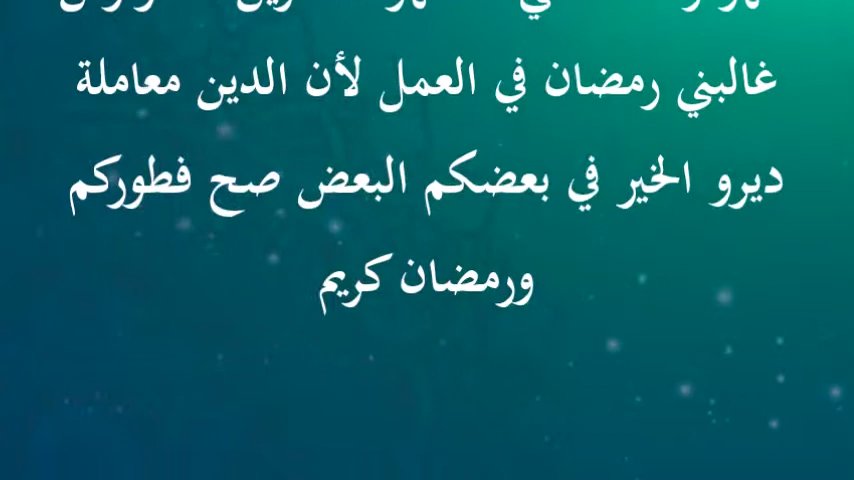 غالبني رمضان في العمل لأن الدين معاملة
ديرو الخير في بعضكم البعض صح فطوركم
ورمضان كريم